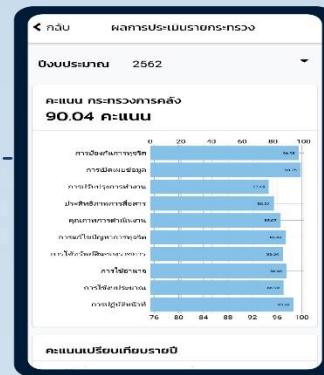 กลับ ผลการประเมินรายกระทรวง
ปีงบประมาณ 2562
คะแนน กระทรวงการคลัง
90.04 คะแนน
0 20 40 60 80 100
การป้องกันการทุจริต
การเปิดเผยข้อมูล
การปรับปรุงการทำงาน
ประสิทธิภาพการสื่อสาร
คุณภาพการดำเนินงาน
การแก้ไขปัญหาการทุจริต
การใช้ทรัพย์สินของราชการ
การใช้อำนาจ
การใช้งบประมาณ
การปฏิบัติหน้าที่
76 80 84 88 92 96 100
คะแนนเปรียบเทียบรายปี